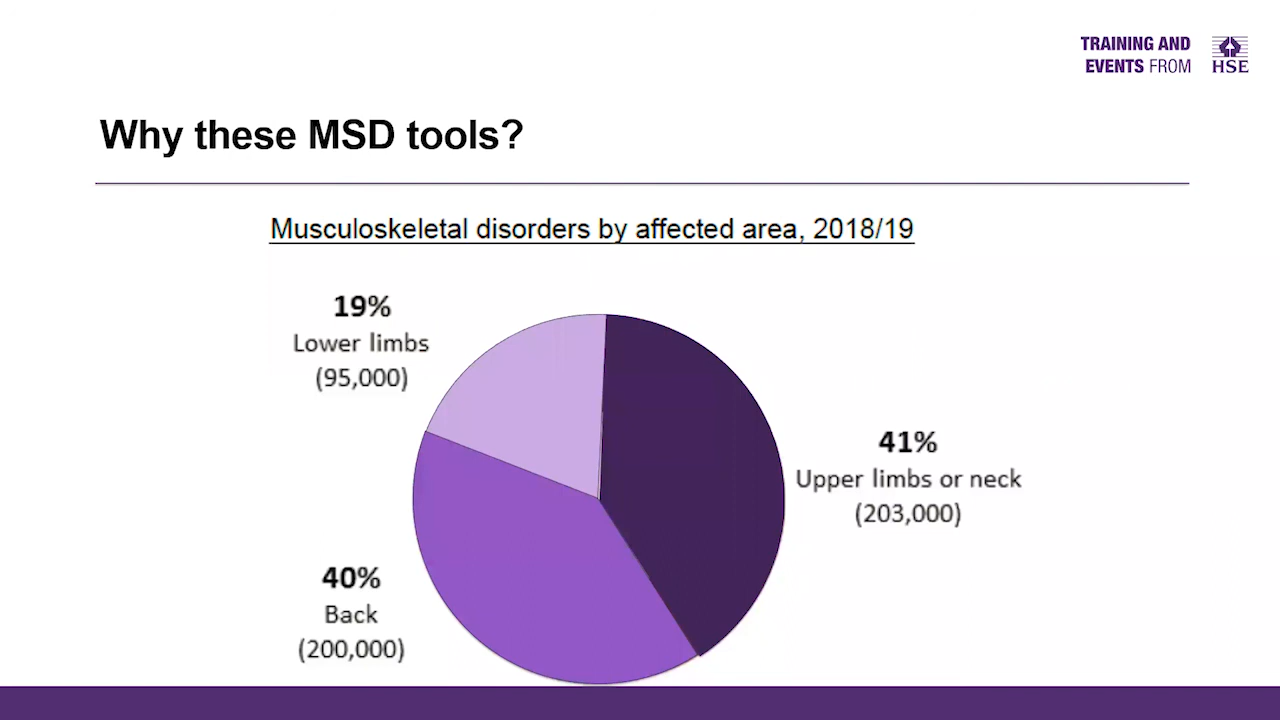 TRAINING AND
EVENTS FROM
HSE
Why these MSD tools?
Musculoskeletal disorders by affected area, 2018/19
19%
Lower limbs
(95,000)
41%
Upper limbs or neck
(203,000)
40%
Back
(200,000)